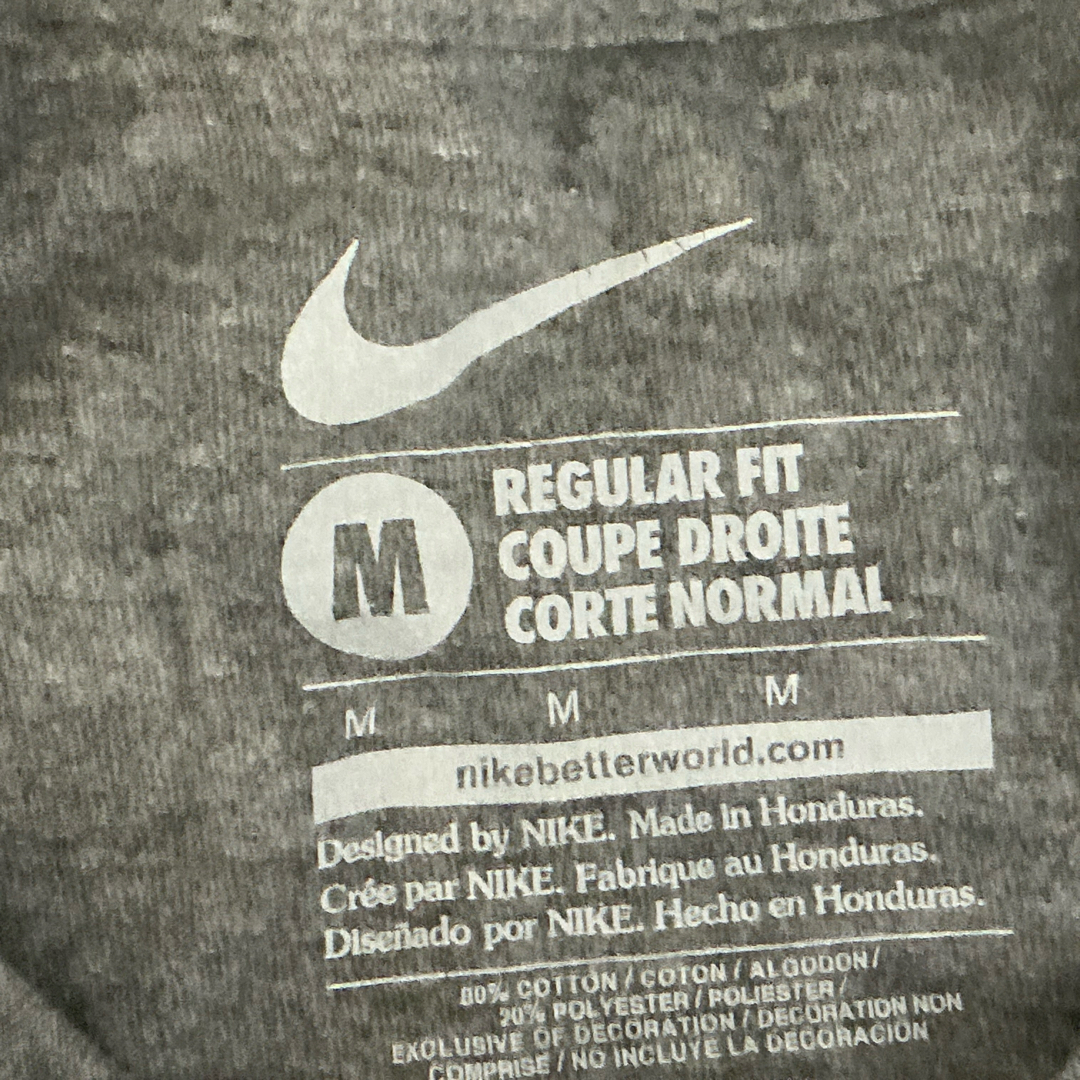 REGULAR FIT
M COUPE DROITE
CORTE NORMAL
M M M
nikebetterworld.com
Designed by NIKE. Made in Honduras.
Crée par NIKE. Fabrique au Honduras.
Diseñado por NIKE. Hecho en Honduras.
80% COTTON / COTON / ALGODON /
20% POLYESTER / POLIESTER /
EXCLUSIVE OF DECORATION / DECORATION NON
COMPRISE / NO INCLUYE LA DECORACION